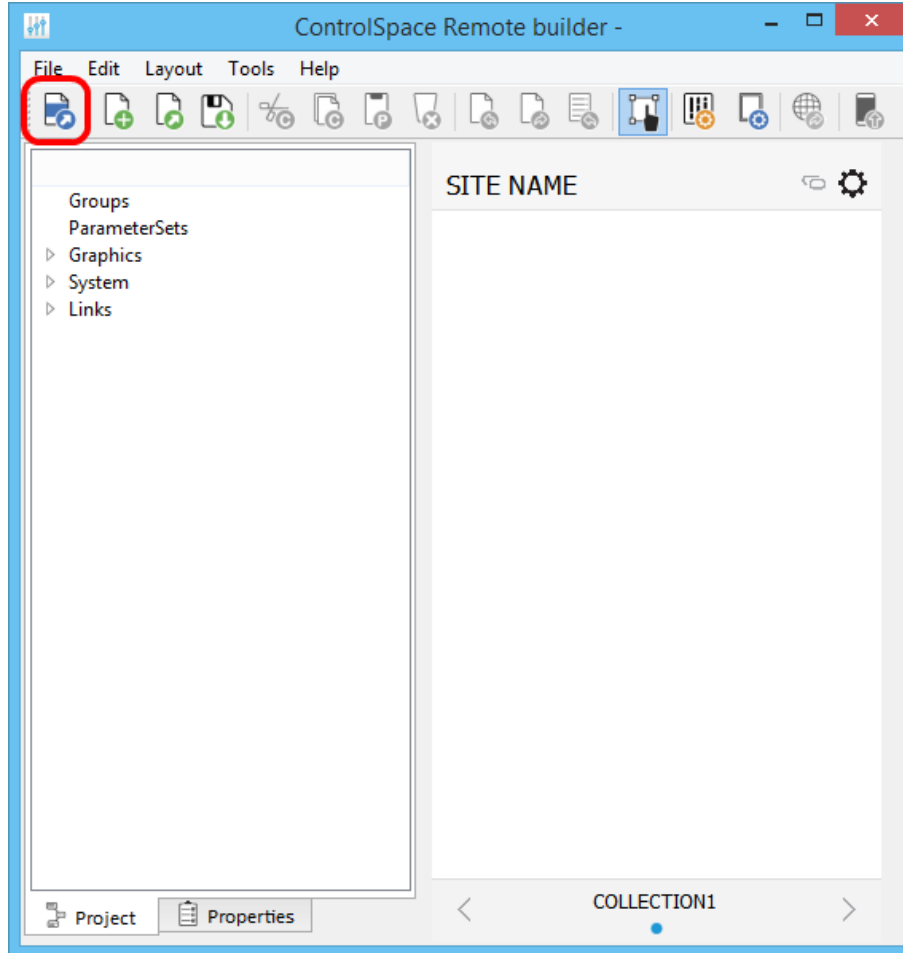 ControlSpace Remote builder -
File Edit Layout Tools Help
SITE NAME
Groups
ParameterSets
Graphics
System
Links
Project Properties
COLLECTION1